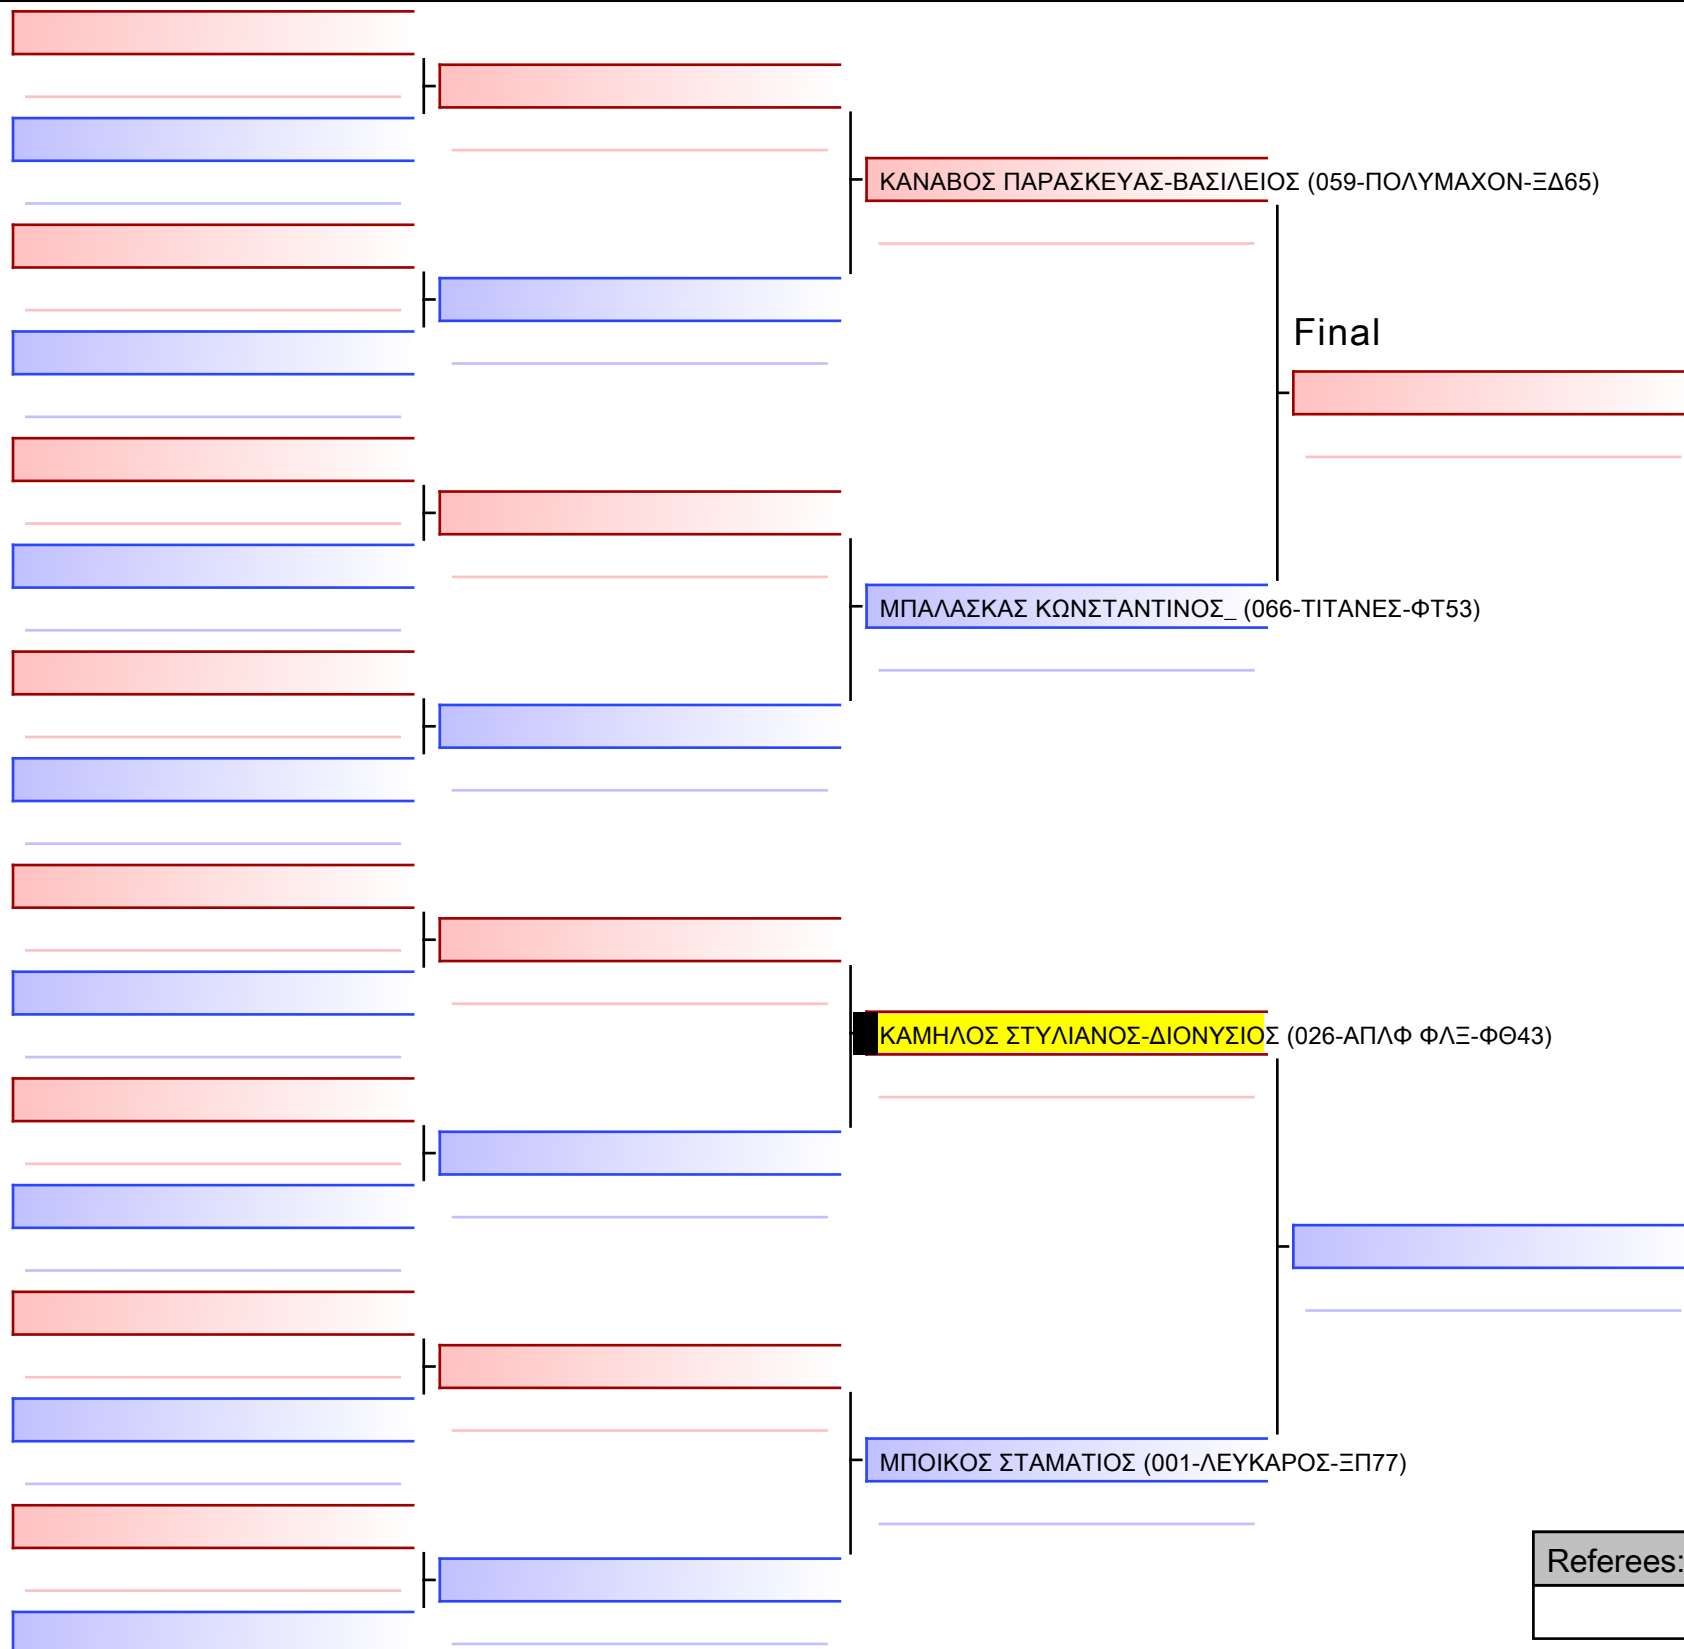 ΚΑΝΑΒΟΣ ΠΑΡΑΣΚΕΥΑΣ-ΒΑΣΙΛΕΙΟΣ (059-ΠΟΛΥΜΑΧΟΝ-ΞΔ65)
Final
ΜΠΑΛΑΣΚΑΣ ΚΩΝΣΤΑΝΤΙΝΟΣ_ (066-ΤΙΤΑΝΕΣ-ΦΤ53)
ΚΑΜΗΛΟΣ ΣΤΥΛΙΑΝΟΣ-ΔΙΟΝΥΣΙΟΣ (026-ΑΠΛΦ ΦΛΞ-ΦΘ43)
ΜΠΟΙΚΟΣ ΣΤΑΜΑΤΙΟΣ (001-ΛΕΥΚΑΡΟΣ-ΞΠ77)
Referees: